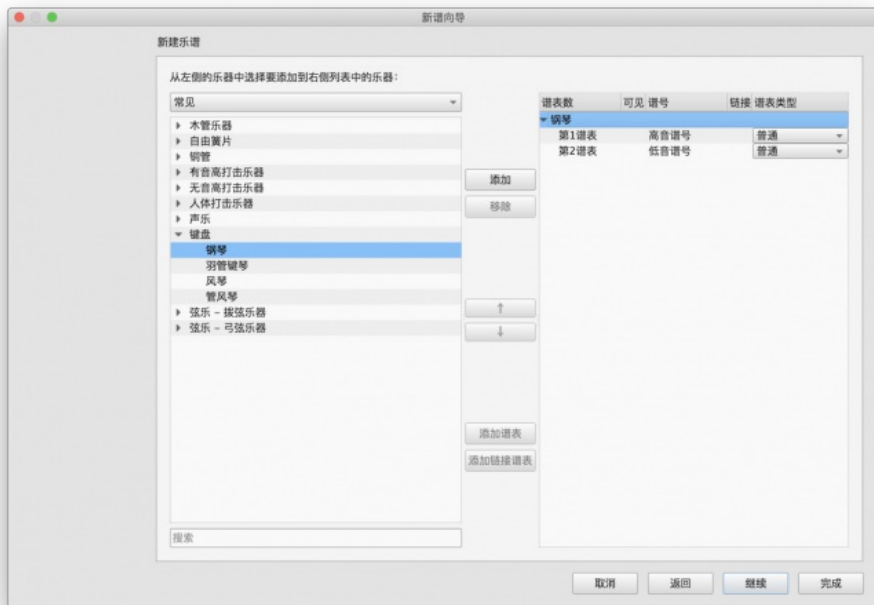 新谱向导
新建乐谱
从左侧的乐器中选择要添加到右侧列表中的乐器：
常见
木管乐器
自由簧片
铜管
有音高打击乐器
无音高打击乐器
人体打击乐器
声乐
键盘
钢琴
羽管键琴
风琴
管风琴
弦乐 – 拨弦乐器
弦乐 – 弓弦乐器
搜索
添加
移除
↑
↓
添加谱表
添加链接谱表
谱表数 可见 谱号 链接 谱表类型
钢琴
第1谱表 高音谱号 普通
第2谱表 低音谱号 普通
取消 返回 继续 完成